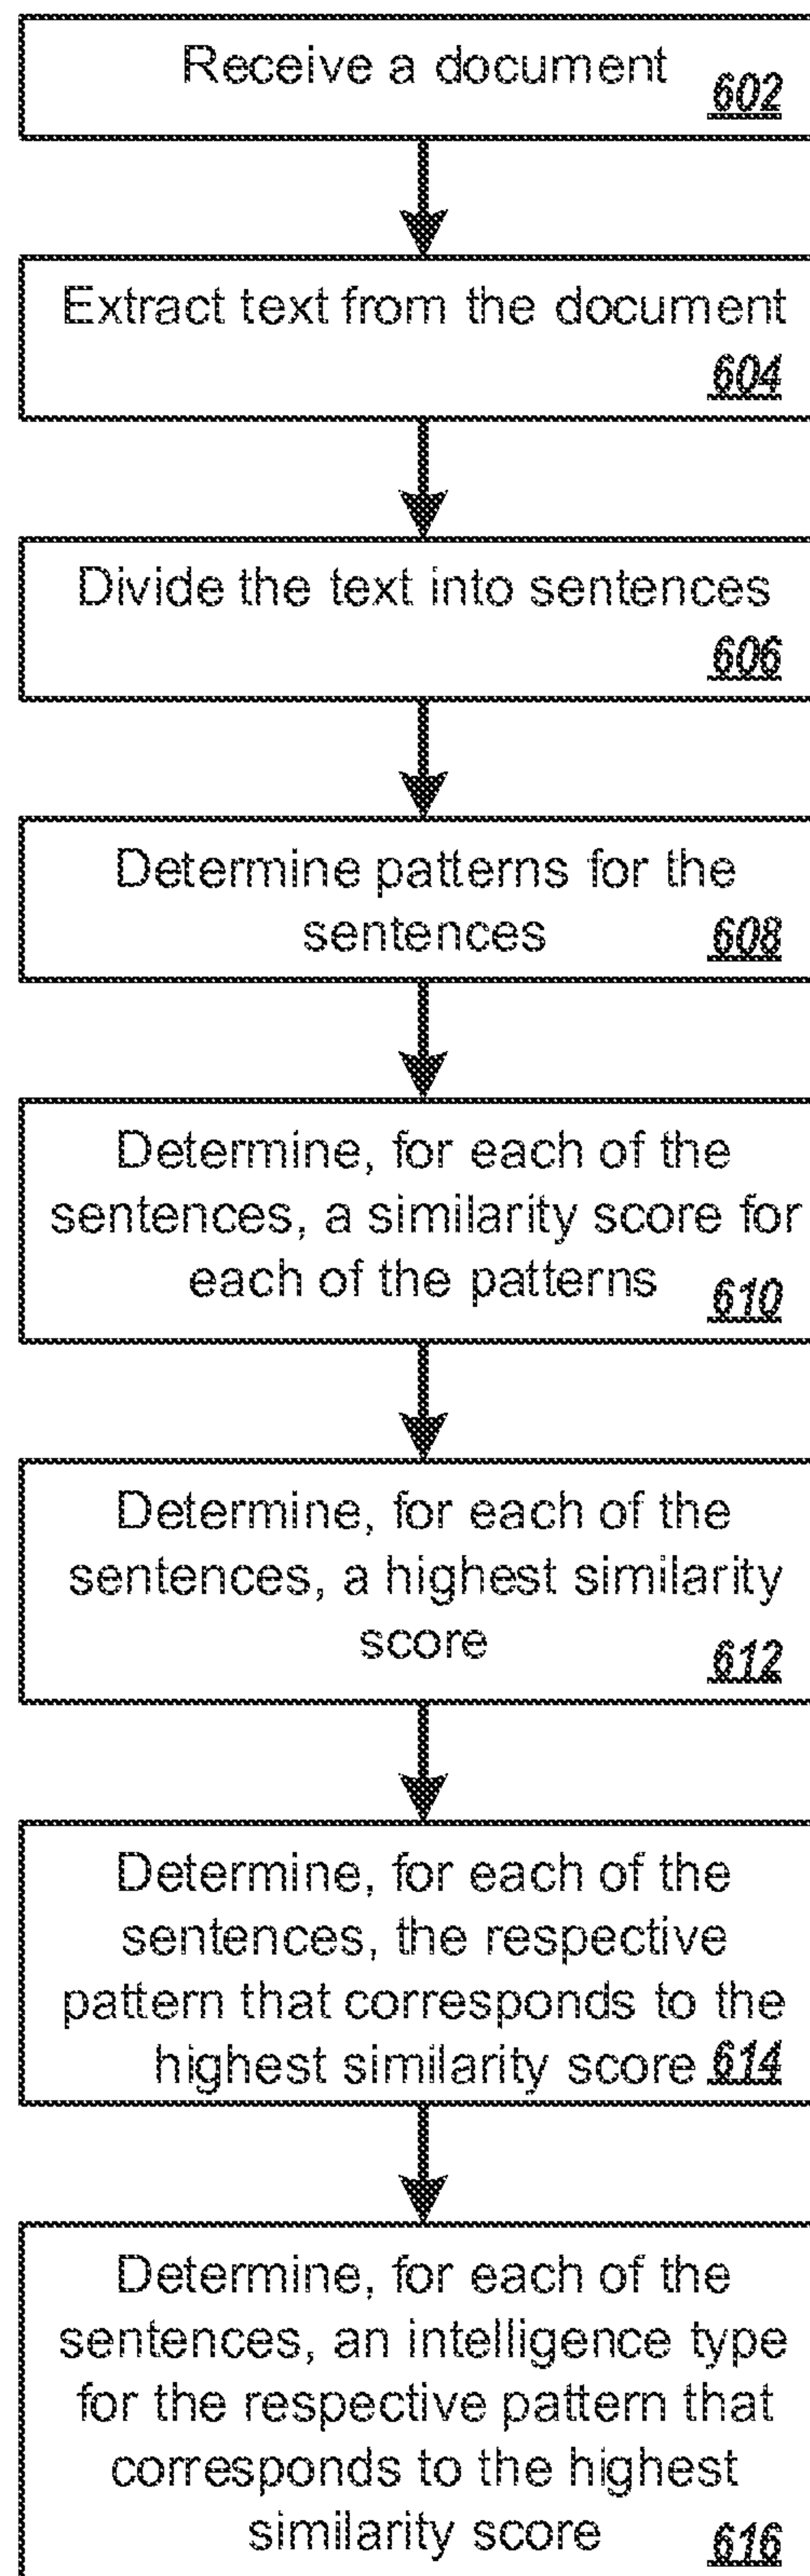 Receive a document
602
Extract text from the document
604
Divide the text into sentences
606
Determine patterns for the
sentences 608
Determine, for each of the
sentences, a similarity score for
each of the patterns 610
Determine, for each of the
sentences, a highest similarity
score 612
Determine, for each of the
sentences, the respective
pattern that corresponds to the
highest similarity score 614
Determine, for each of the
sentences, an intelligence type
for the respective pattern that
corresponds to the highest
similarity score 616